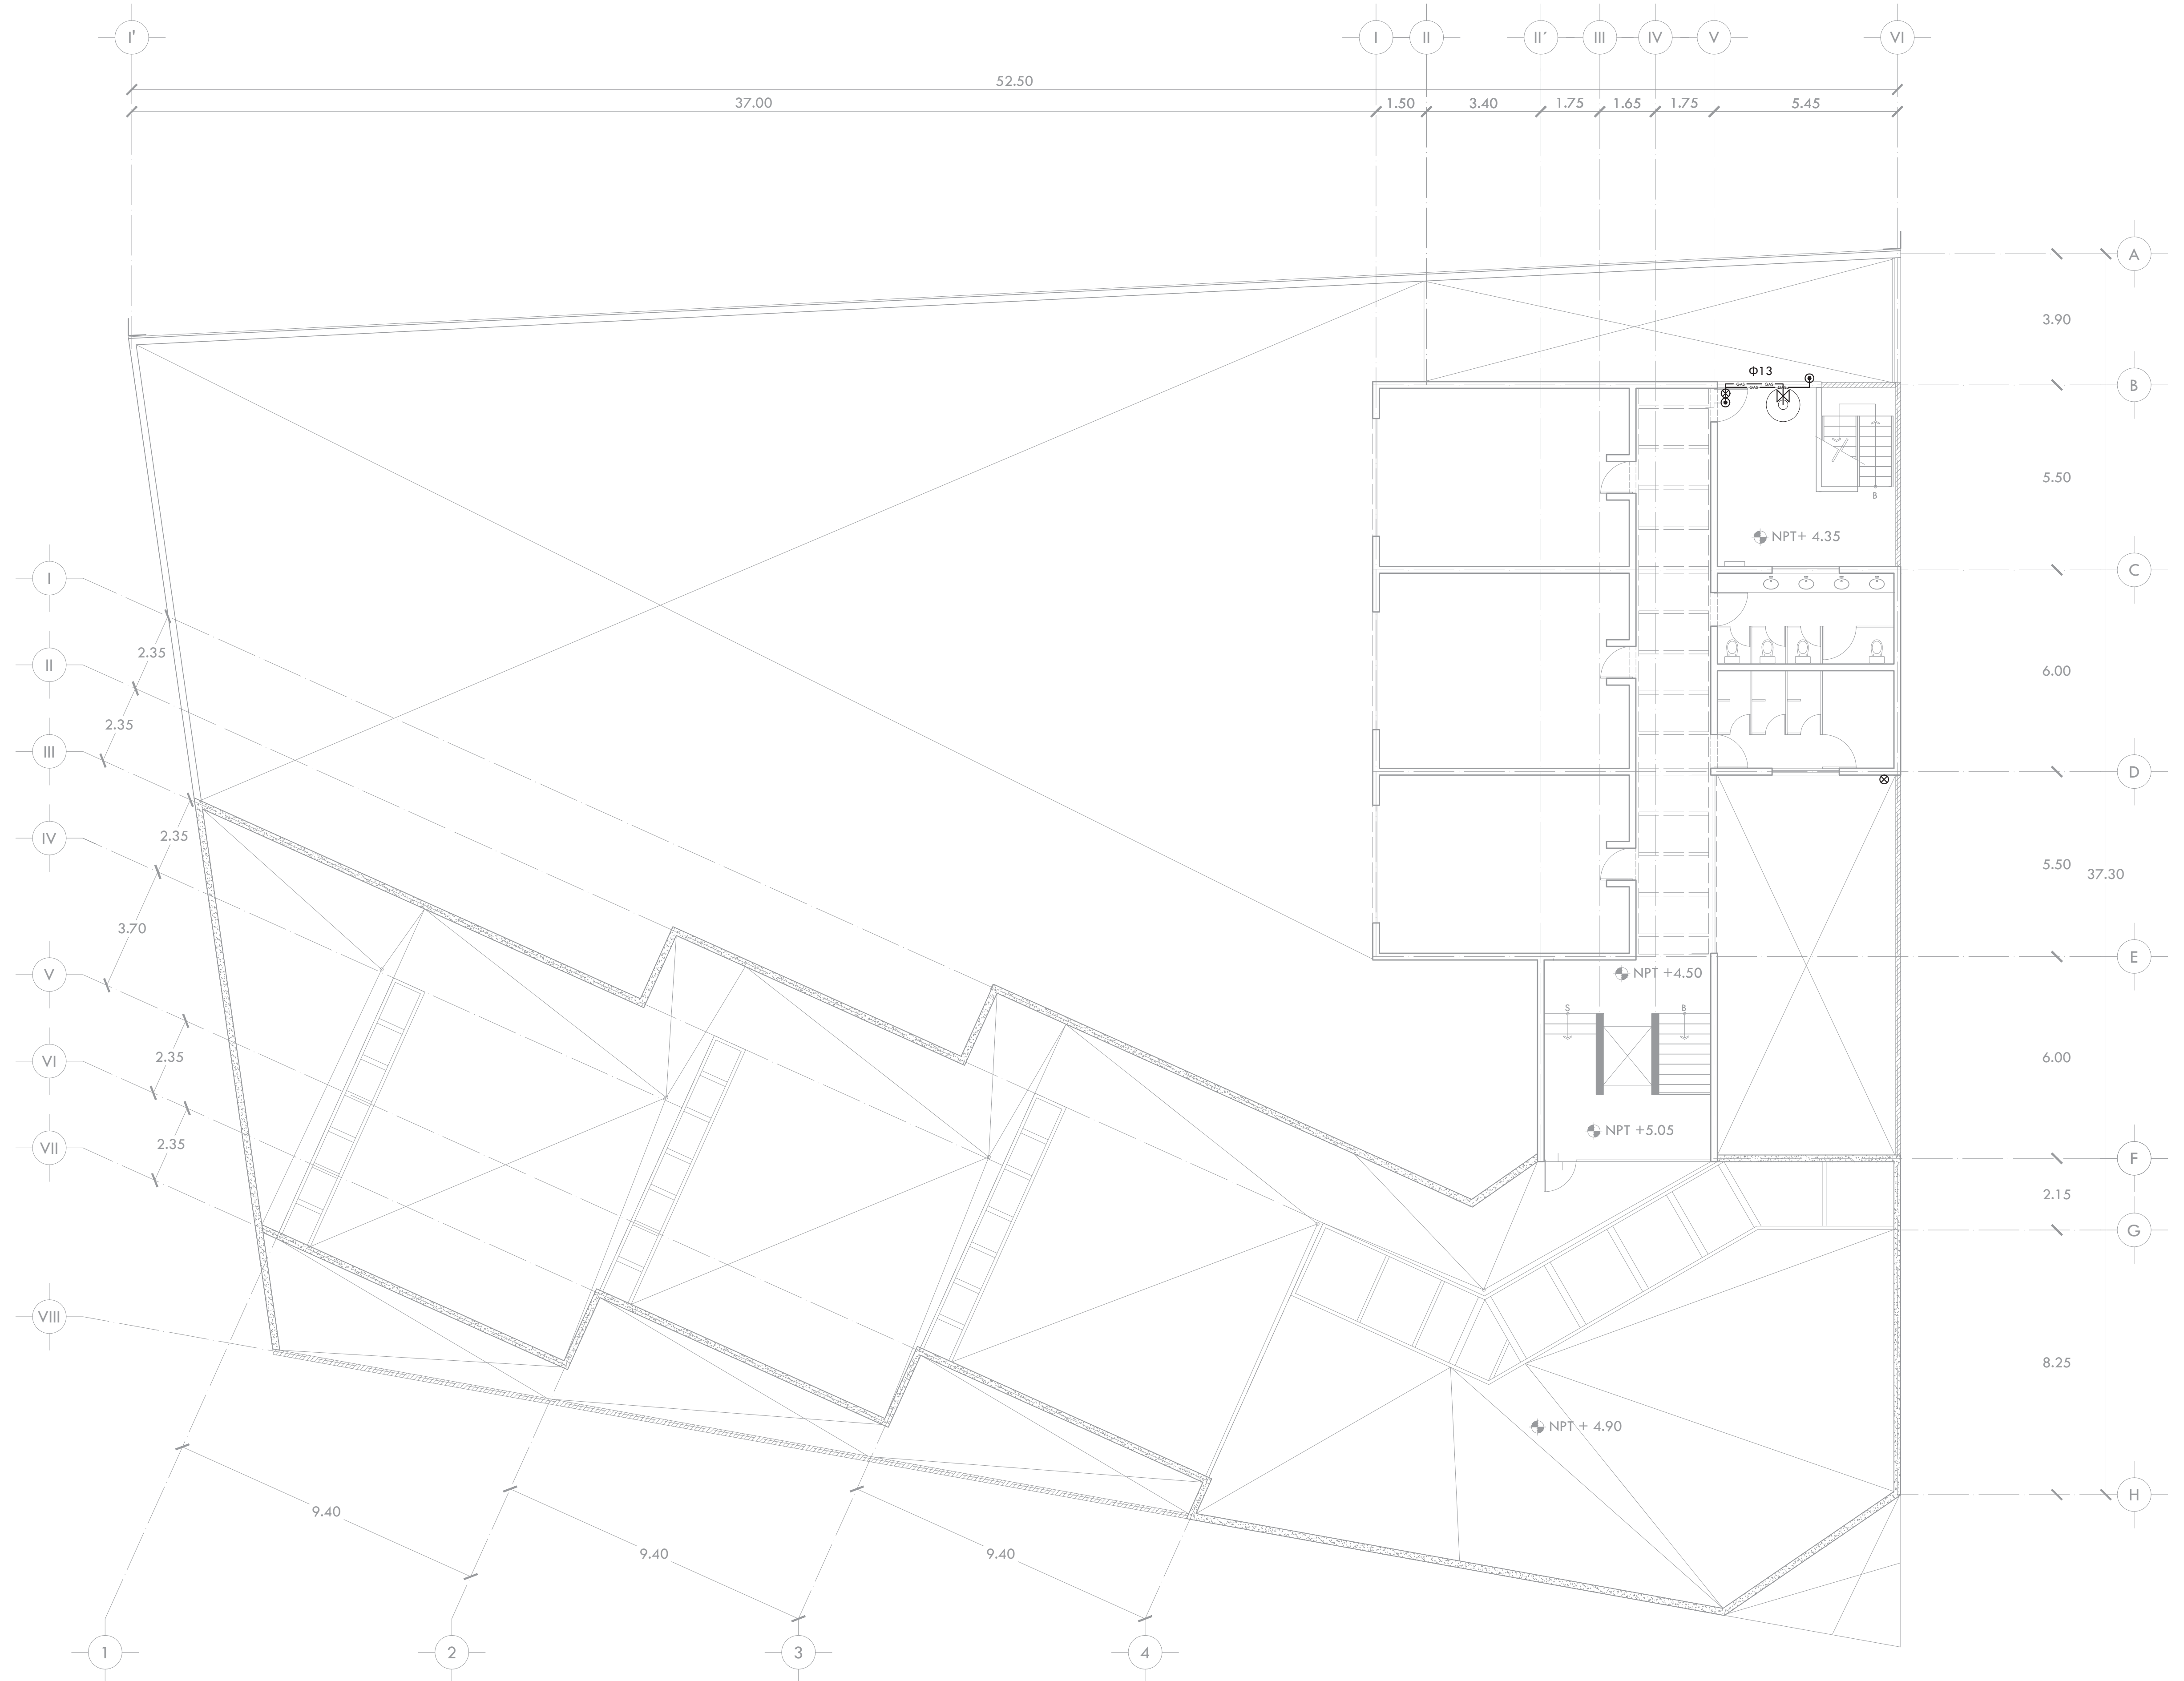 I' I II II´ III IV V VI
52.50
37.00 1.50 3.40 1.75 1.65 1.75 5.45
A
3.90
Φ13
B
GAS GAS
GAS GAS
5.50
B
NPT+ 4.35
C
I
2.35
II
6.00
2.35
III
D
2.35
IV
5.50
37.30
3.70
E
V
NPT +4.50
S B
2.35
VI
6.00
NPT +5.05
2.35
VII
F
2.15
G
VIII
8.25
NPT + 4.90
H
9.40
9.40
9.40
1 2 3 4